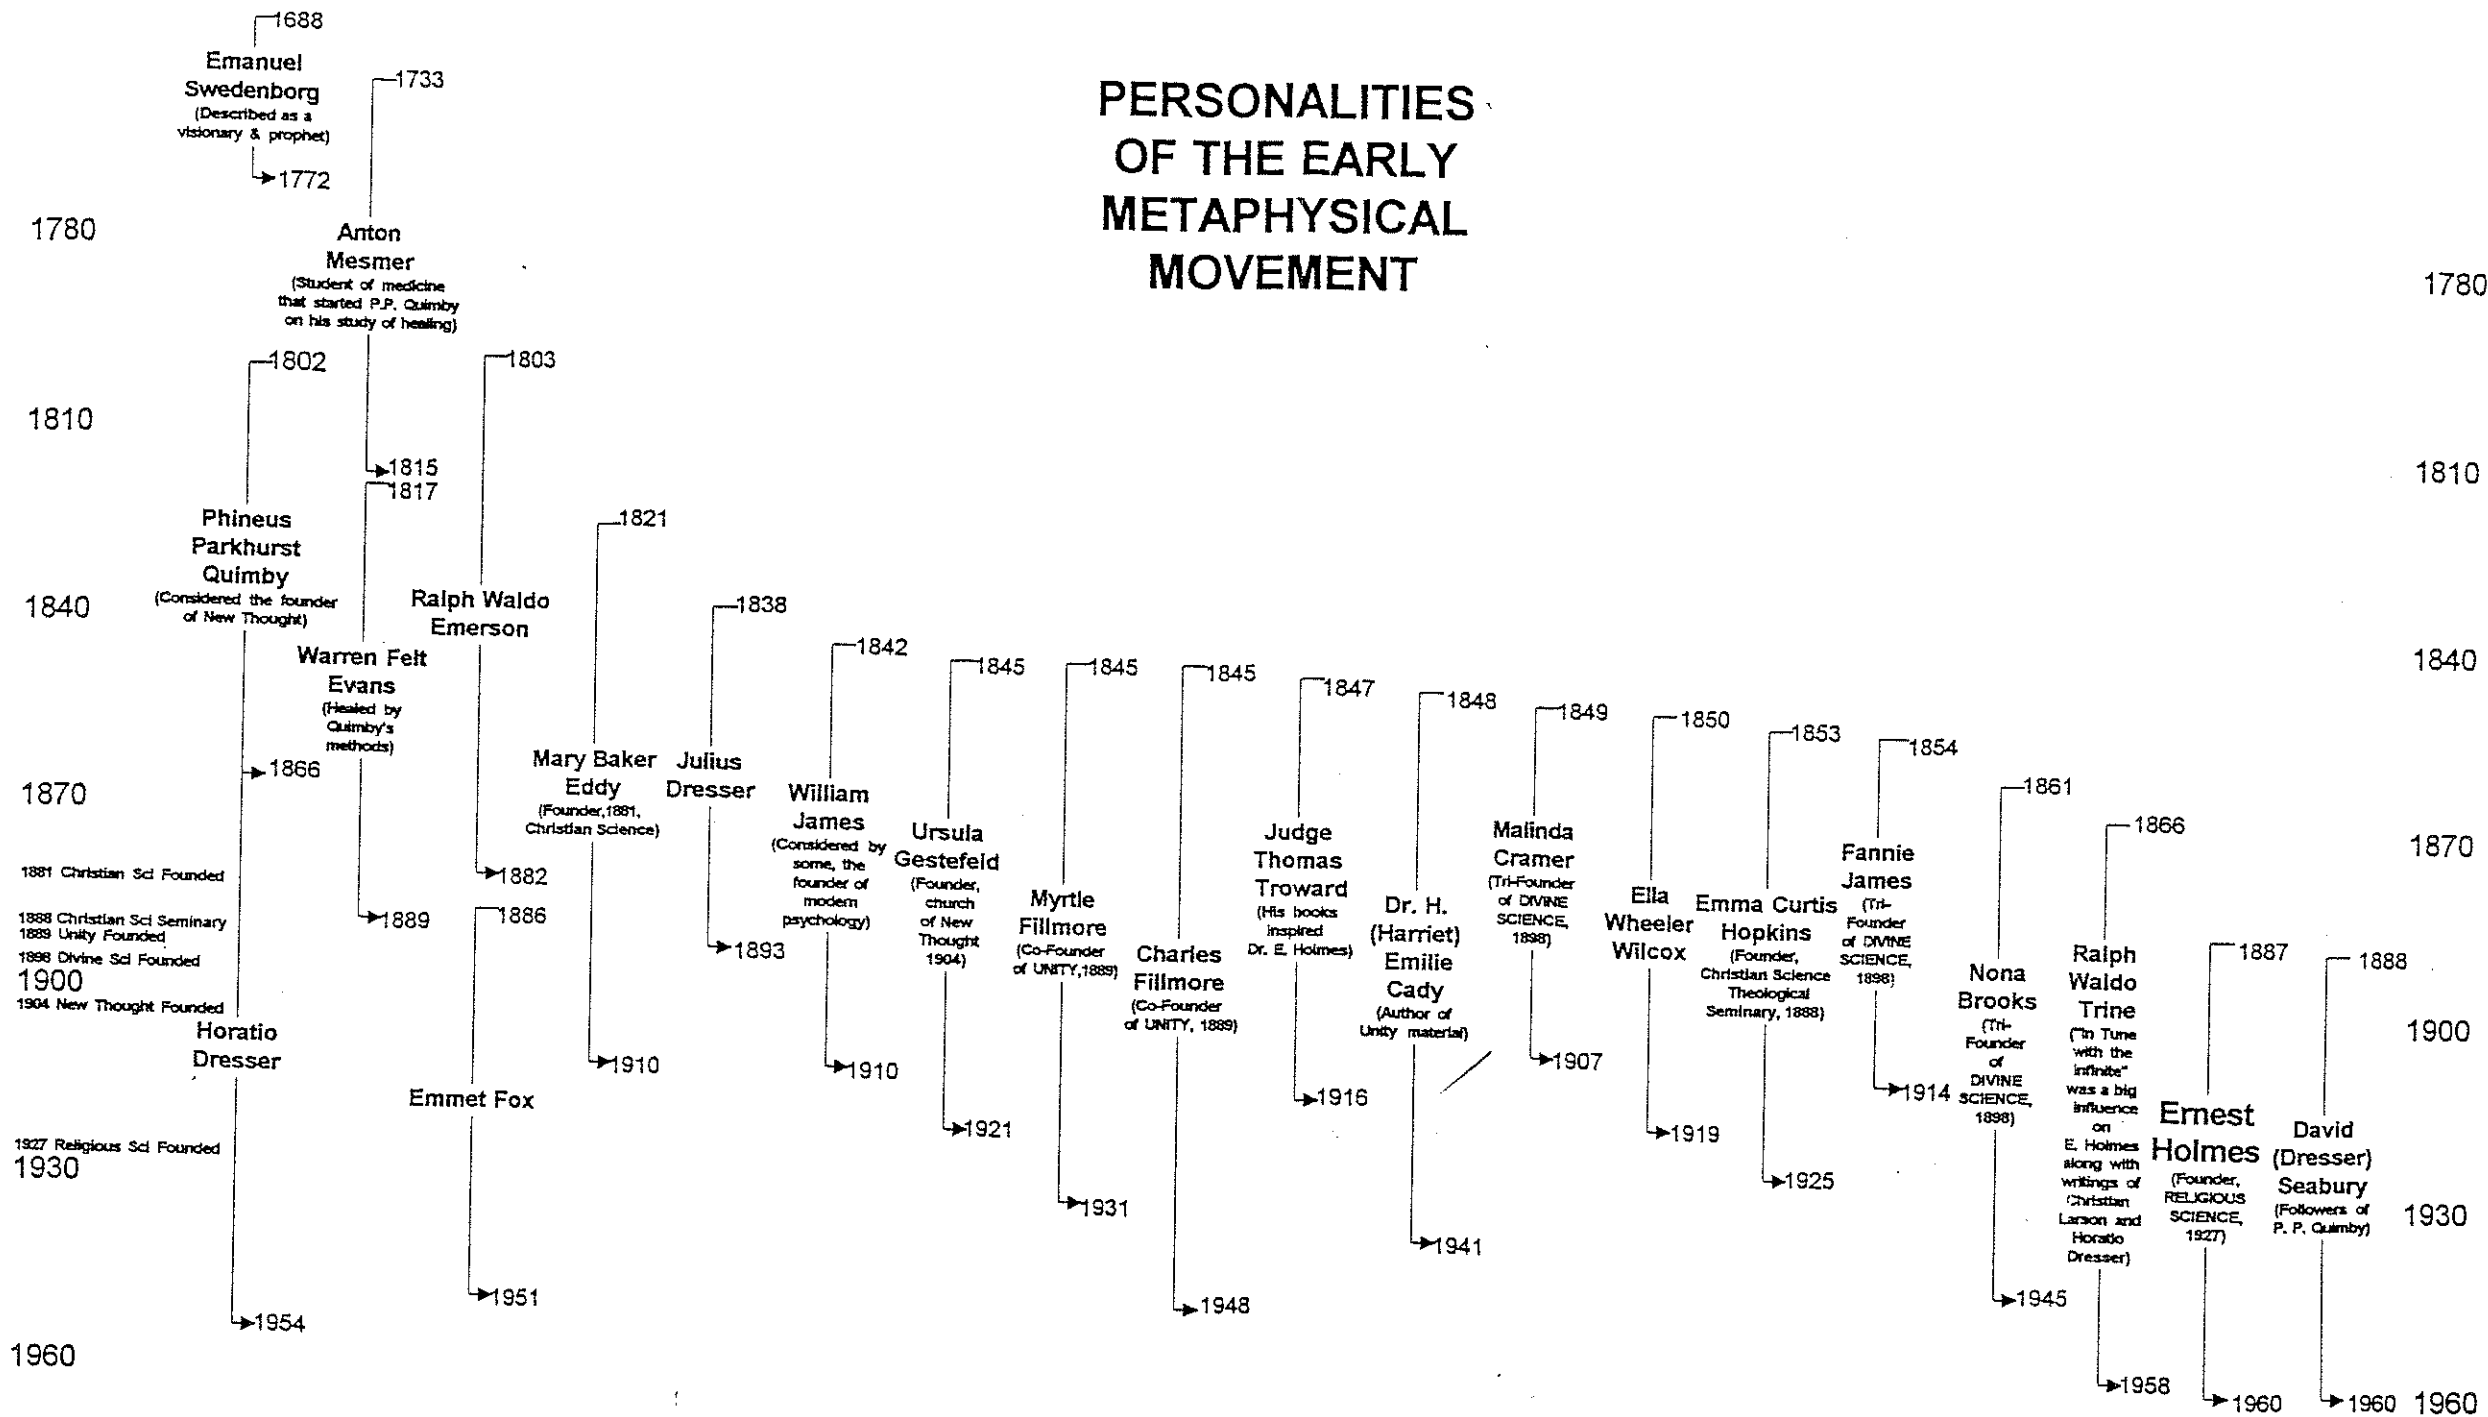 PERSONALITIES
OF THE EARLY
METAPHYSICAL
MOVEMENT
1688
Emanuel
Swedenborg
(Described as a
visionary & prophet)
1772
1733
Anton
Mesmer
(Student of medicine
that started P.P. Quimby
on his study of healing)
1815
1802
Phineus
Parkhurst
Quimby
(Considered the founder
of New Thought)
1866
Horatio
Dresser
1954
1817
Warren Felt
Evans
(Healed by
Quimby's
methods)
1889
1803
Ralph Waldo
Emerson
1882
1886
Emmet Fox
1951
1821
Mary Baker
Eddy
(Founder,1881,
Christian Science)
1910
1838
Julius
Dresser
1893
1842
William
James
(Considered by
some, the
founder of
modern
psychology)
1910
1845
Ursula
Gestefeld
(Founder,
church
of New
Thought
1904)
1921
1845
Myrtle
Fillmore
(Co-Founder
of UNITY,1889)
1931
1845
Charles
Fillmore
(Co-Founder
of UNITY, 1889)
1948
1847
Judge
Thomas
Troward
(His books
inspired
Dr. E. Holmes)
1916
1848
Dr. H.
(Harriet)
Emilie
Cady
(Author of
Unity material)
1941
1849
Malinda
Cramer
(Tri-Founder
of DIVINE
SCIENCE,
1898)
1907
1850
Ella
Wheeler
Wilcox
1919
1853
Emma Curtis
Hopkins
(Founder,
Christian Science
Theological
Seminary, 1888)
1925
1854
Fannie
James
(Tri-
Founder
of DIVINE
SCIENCE,
1898)
1914
1861
Nona
Brooks
(Tri-
Founder
of
DIVINE
SCIENCE,
1898)
1945
1866
Ralph
Waldo
Trine
("In Tune
with the
infinite"
was a big
influence
on
E. Holmes
along with
writings of
Christian
Larson and
Horatio
Dresser)
1958
1887
Ernest
Holmes
(Founder,
RELIGIOUS
SCIENCE,
1927)
1960
1888
David
(Dresser)
Seabury
(Followers of
P. P. Quimby)
1960
1780
1810
1840
1870
1881 Christian Sci Founded
1888 Christian Sci Seminary
1889 Unity Founded
1898 Divine Sci Founded
1900
1904 New Thought Founded
1927 Religious Sci Founded
1930
1960
1780
1810
1840
1870
1900
1930
1960